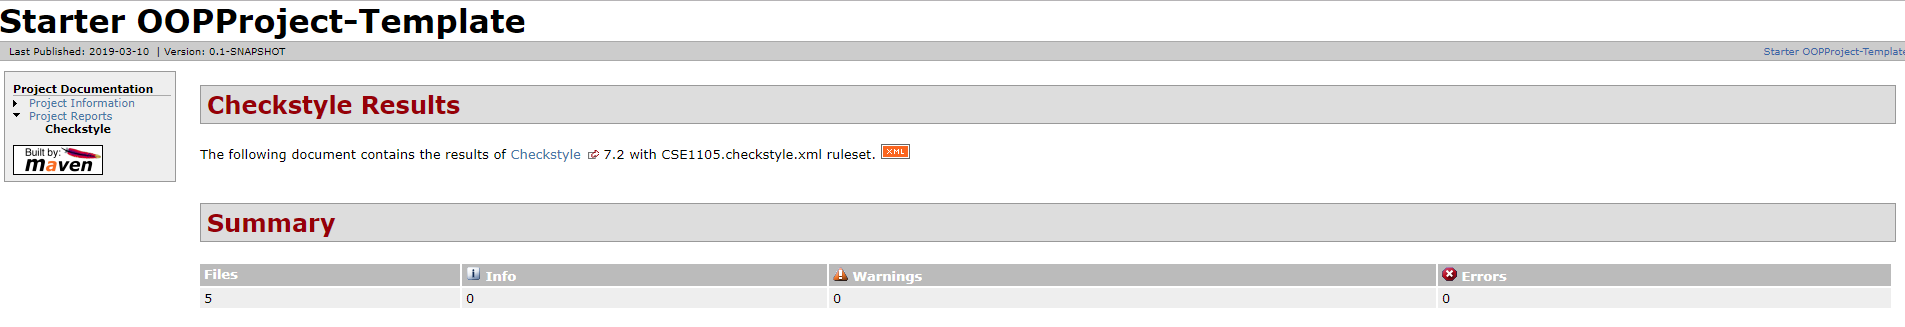 Starter OOPProject-Template
Last Published: 2019-03-10 | Version: 0.1-SNAPSHOT
Starter OOPProject-Template
Project Documentation
Project Information
Project Reports
Checkstyle
Built by:
maven
Checkstyle Results
The following document contains the results of Checkstyle 7.2 with CSE1105.checkstyle.xml ruleset. XML
Summary
Files Info Warnings Errors
5 0 0 0